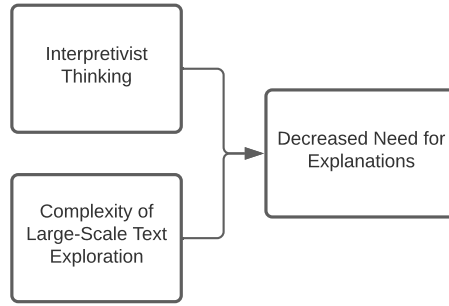 Interpretivist
Thinking
Decreased Need for
Explanations
Complexity of
Large-Scale Text
Exploration